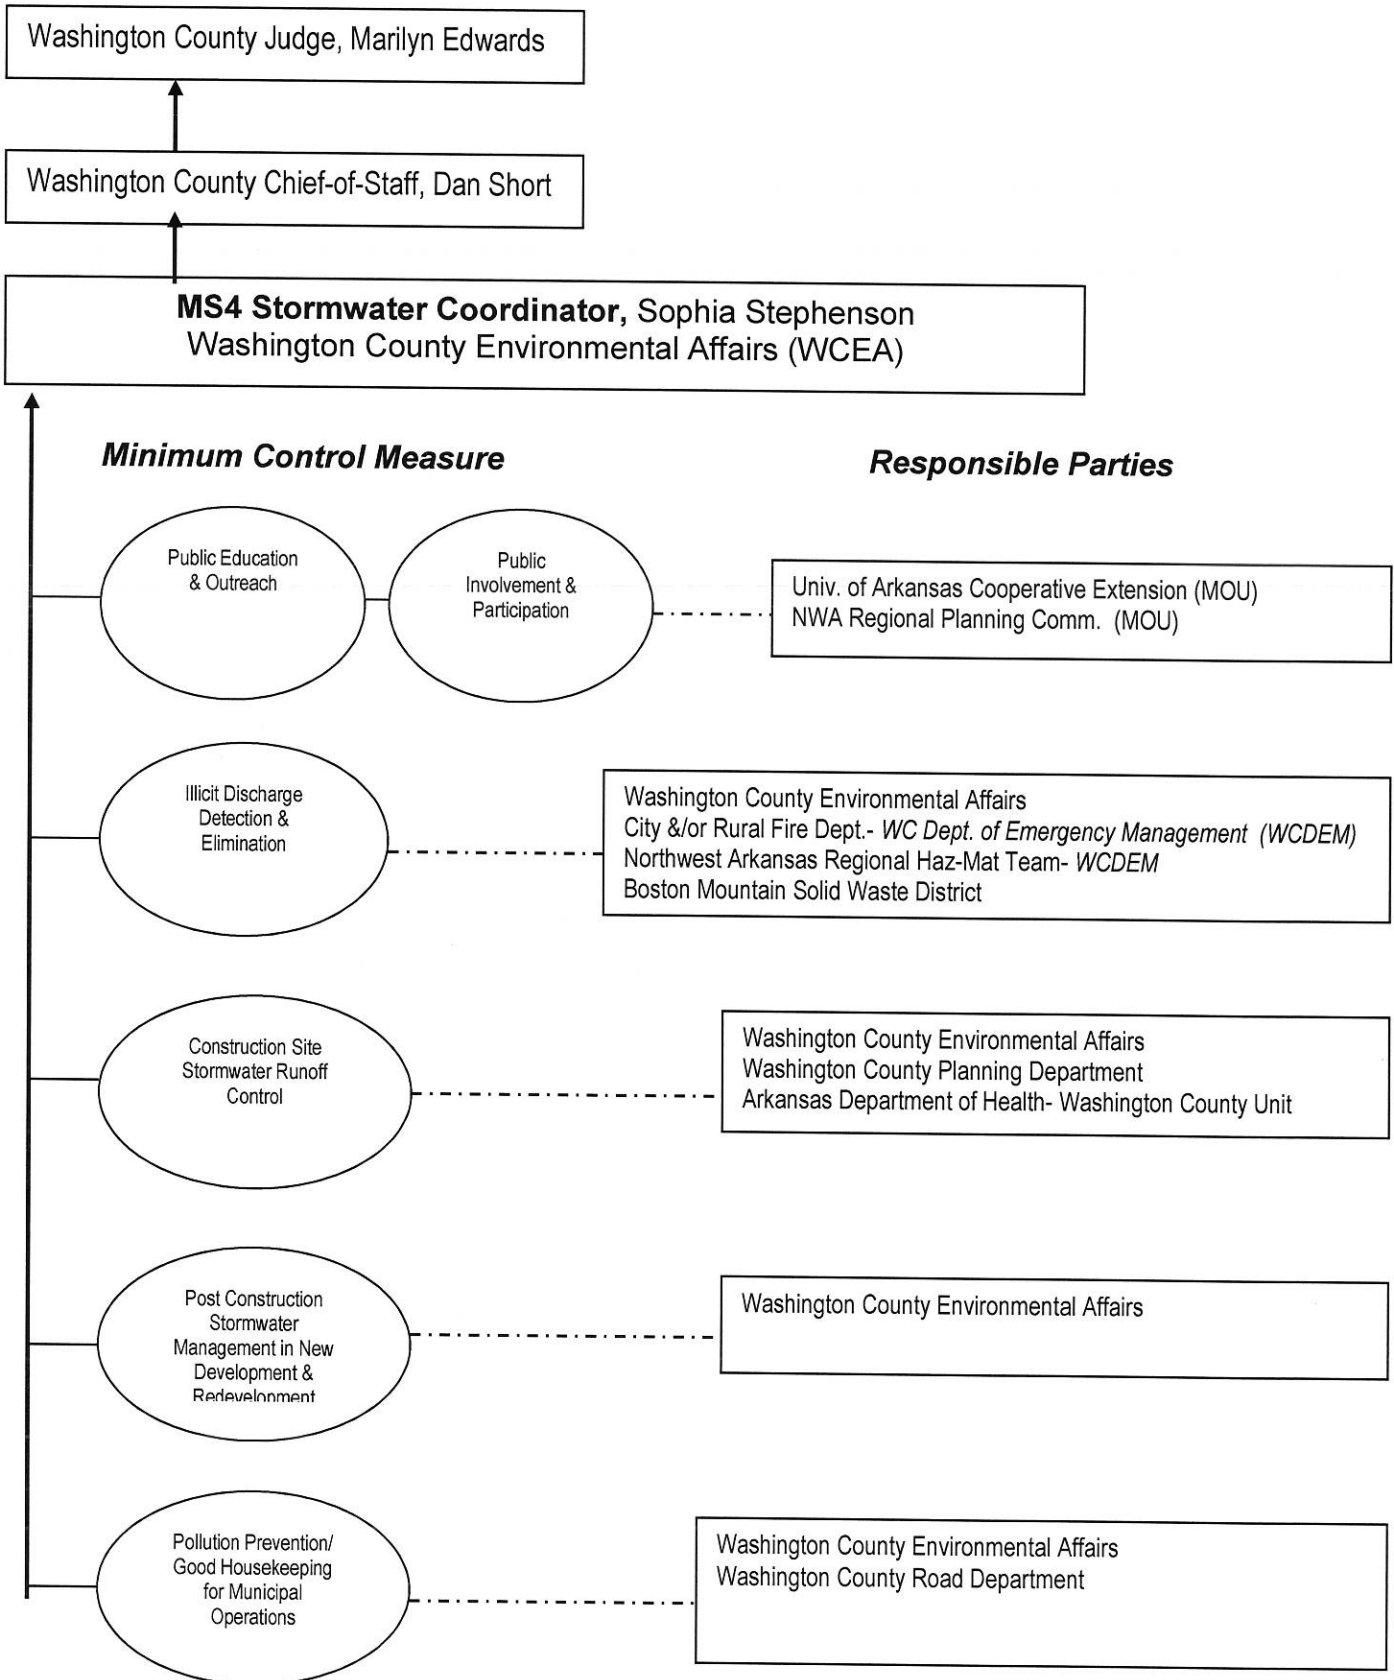 Washington County Judge, Marilyn Edwards
Washington County Chief-of-Staff, Dan Short
MS4 Stormwater Coordinator, Sophia Stephenson
Washington County Environmental Affairs (WCEA)
Minimum Control Measure
Responsible Parties
Public Education
& Outreach
Public
Involvement &
Participation
Univ. of Arkansas Cooperative Extension (MOU)
NWA Regional Planning Comm. (MOU)
Illicit Discharge
Detection &
Elimination
Washington County Environmental Affairs
City &/or Rural Fire Dept.- WC Dept. of Emergency Management (WCDEM)
Northwest Arkansas Regional Haz-Mat Team- WCDEM
Boston Mountain Solid Waste District
Construction Site
Stormwater Runoff
Control
Washington County Environmental Affairs
Washington County Planning Department
Arkansas Department of Health- Washington County Unit
Post Construction
Stormwater
Management in New
Development &
Redevelopment
Washington County Environmental Affairs
Pollution Prevention/
Good Housekeeping
for Municipal
Operations
Washington County Environmental Affairs
Washington County Road Department